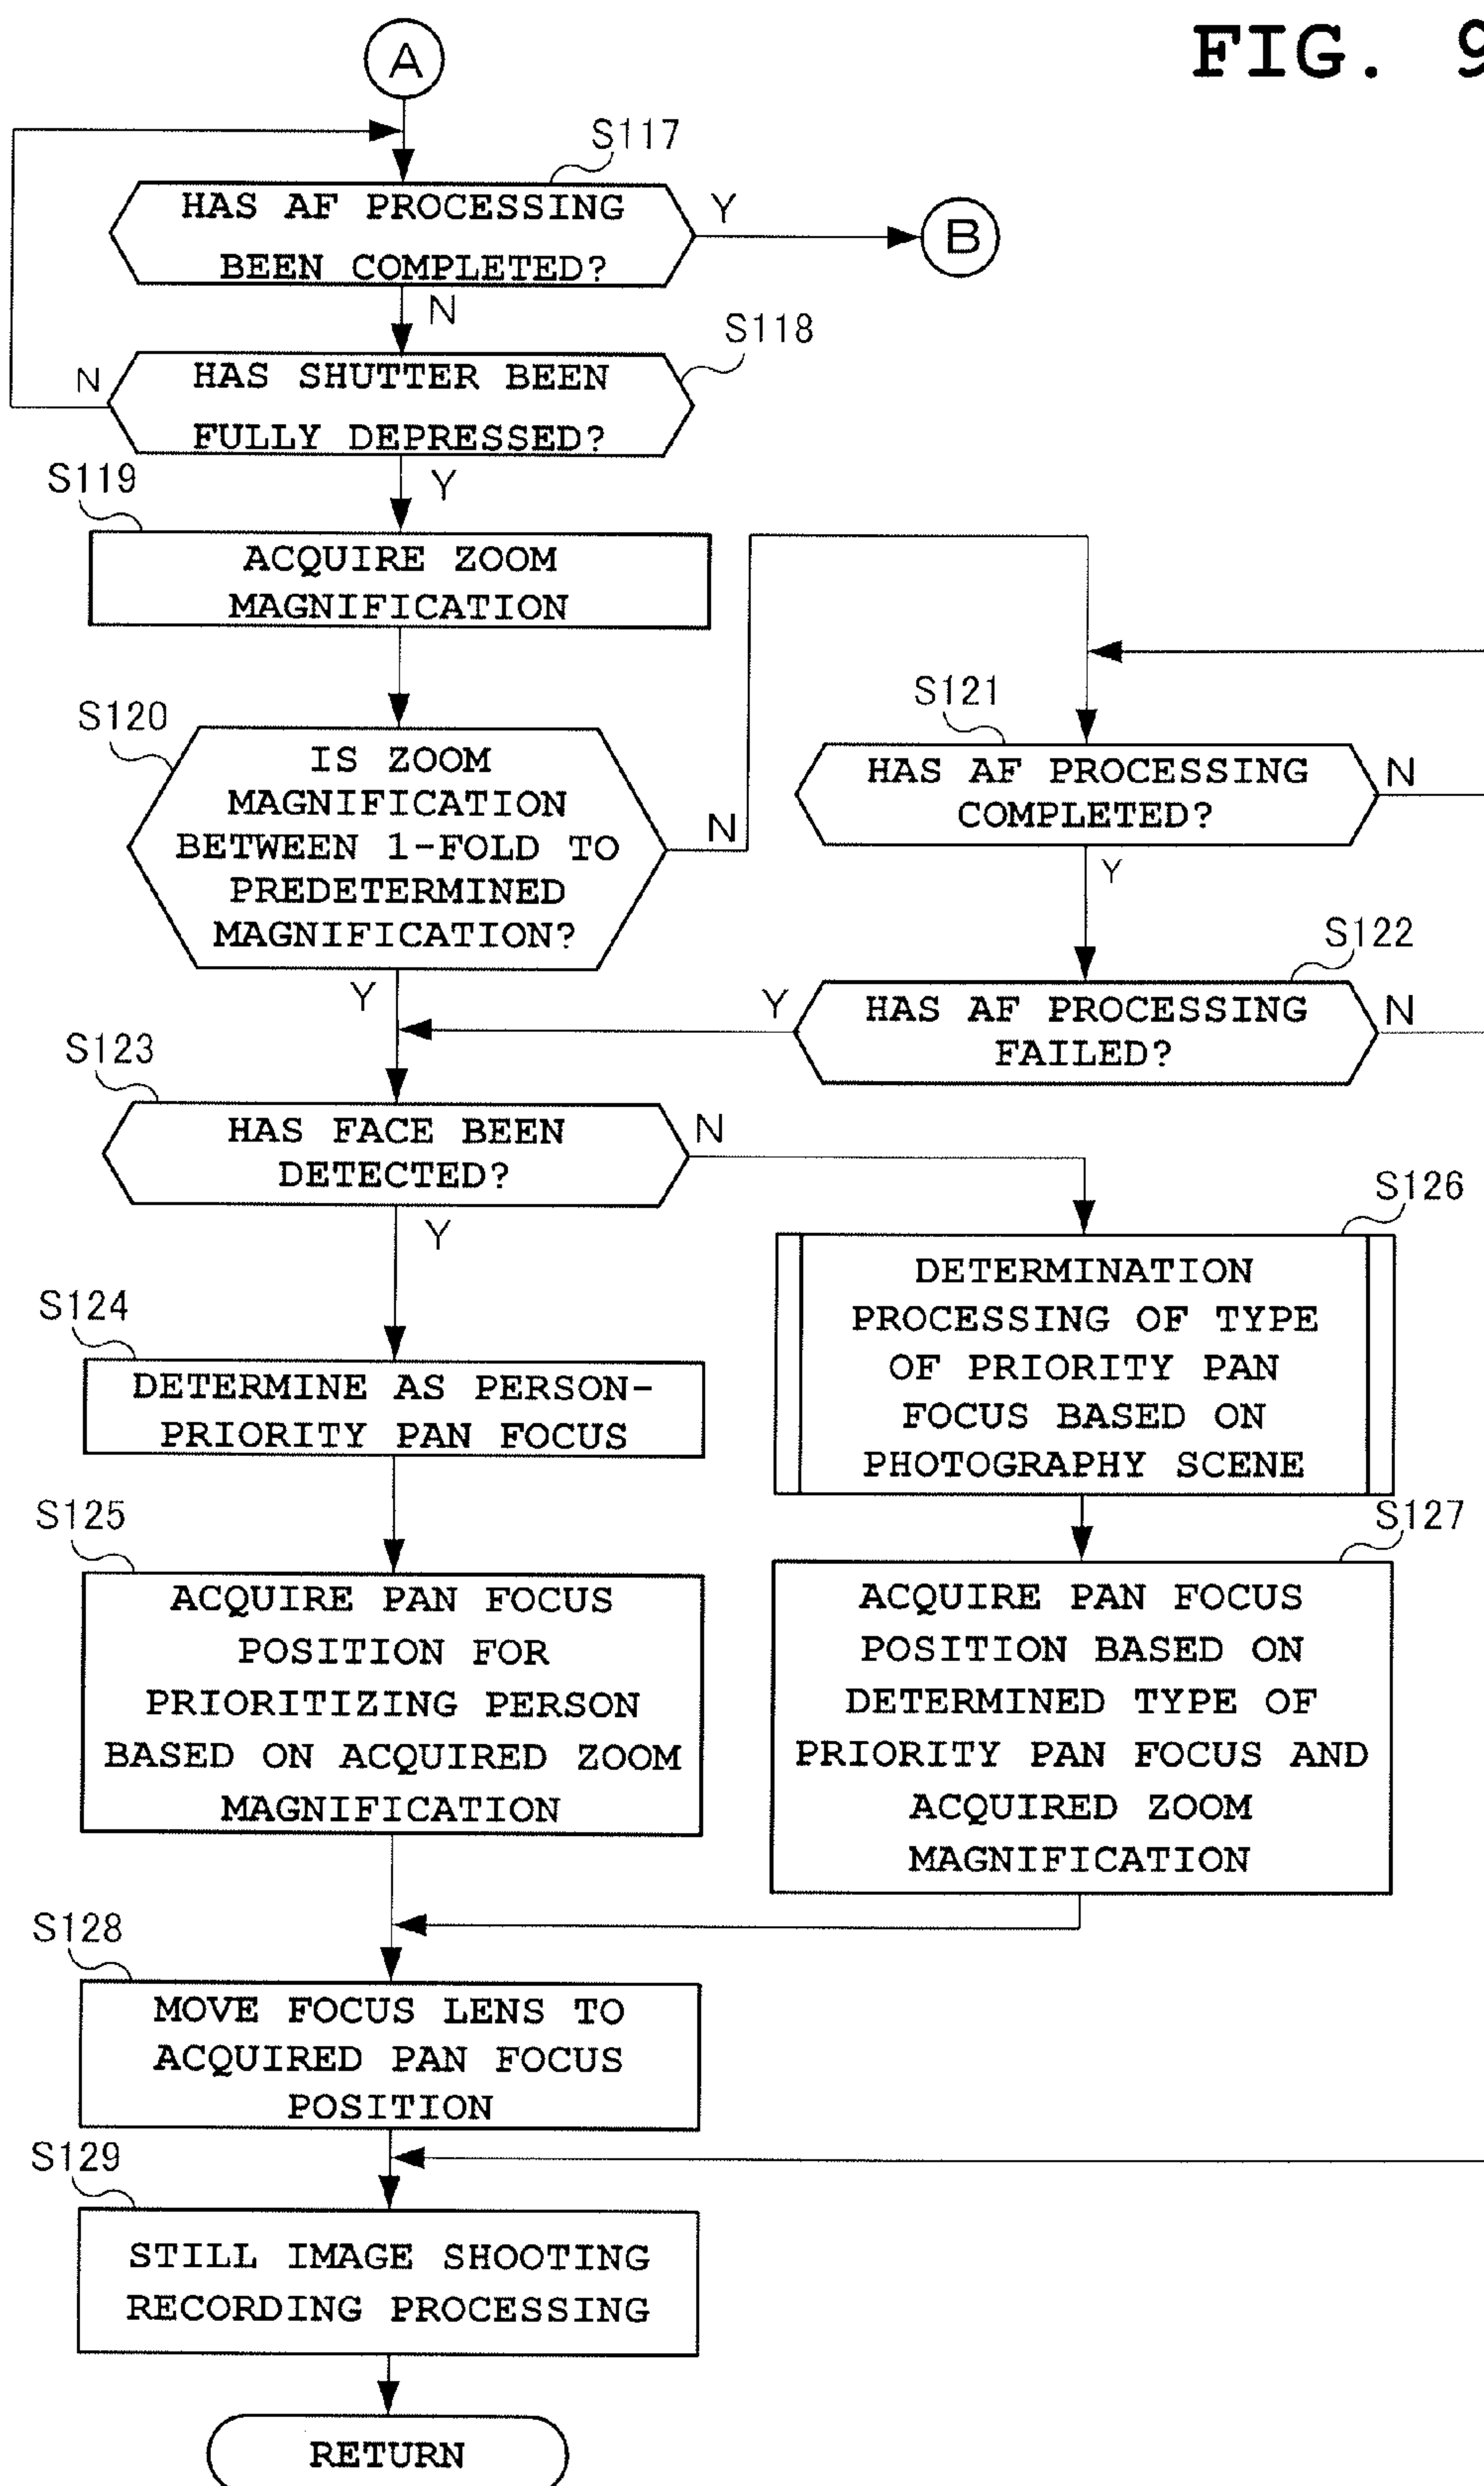 FIG. 9
A
S117
HAS AF PROCESSING
BEEN COMPLETED?
Y
B
N
S118
HAS SHUTTER BEEN
FULLY DEPRESSED?
N
Y
S119
ACQUIRE ZOOM
MAGNIFICATION
S120
IS ZOOM
MAGNIFICATION
BETWEEN 1-FOLD TO
PREDETERMINED
MAGNIFICATION?
N
Y
S121
HAS AF PROCESSING
COMPLETED?
N
Y
S122
HAS AF PROCESSING
FAILED?
Y
N
S123
HAS FACE BEEN
DETECTED?
N
Y
S124
DETERMINE AS PERSON-
PRIORITY PAN FOCUS
S126
DETERMINATION
PROCESSING OF TYPE
OF PRIORITY PAN
FOCUS BASED ON
PHOTOGRAPHY SCENE
S125
ACQUIRE PAN FOCUS
POSITION FOR
PRIORITIZING PERSON
BASED ON ACQUIRED ZOOM
MAGNIFICATION
S127
ACQUIRE PAN FOCUS
POSITION BASED ON
DETERMINED TYPE OF
PRIORITY PAN FOCUS AND
ACQUIRED ZOOM
MAGNIFICATION
S128
MOVE FOCUS LENS TO
ACQUIRED PAN FOCUS
POSITION
S129
STILL IMAGE SHOOTING
RECORDING PROCESSING
RETURN